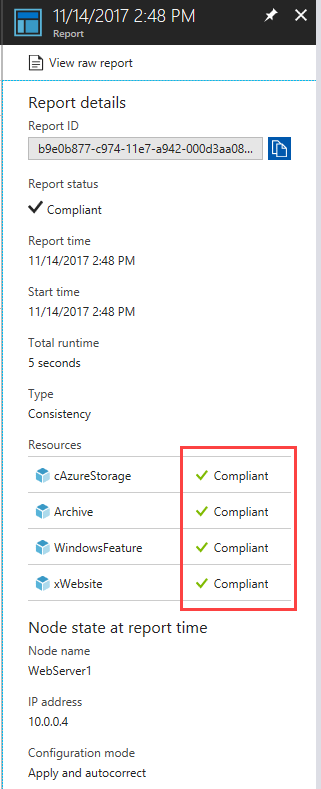 11/14/2017 2:48 PM
Report
View raw report
Report details
Report ID
b9e0b877-c974-11e7-a942-000d3aa08...
Report status
Compliant
Report time
11/14/2017 2:48 PM
Start time
11/14/2017 2:48 PM
Total runtime
5 seconds
Type
Consistency
Resources
cAzureStorage Compliant
Archive Compliant
WindowsFeature Compliant
xWebsite Compliant
Node state at report time
Node name
WebServer1
IP address
10.0.0.4
Configuration mode
Apply and autocorrect